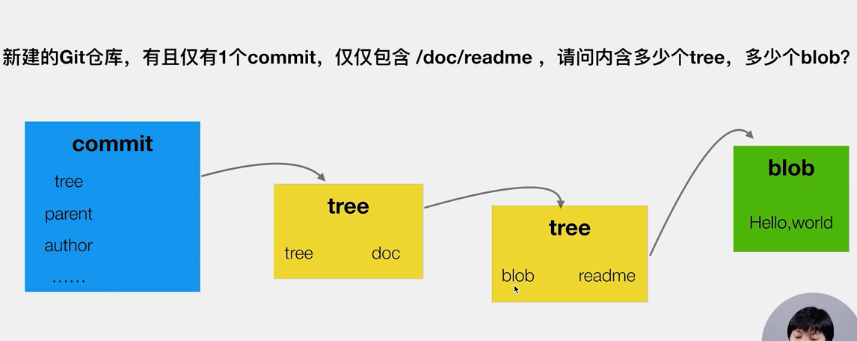 新建的Git仓库，有且仅有1个commit，仅仅包含 /doc/readme ，请问内含多少个tree，多少个blob？
commit
tree
parent
author
……
tree
tree doc
tree
blob readme
blob
Hello,world